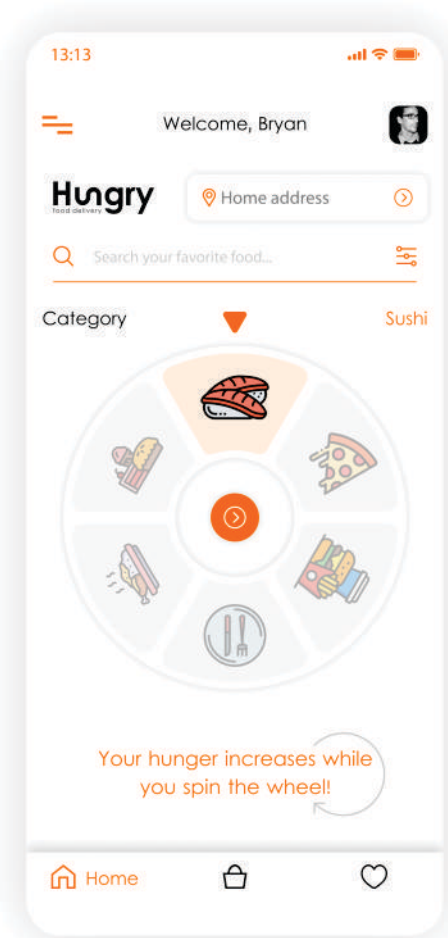 13:13
Welcome, Bryan
Hungry
food delivery
Home address
Search your favorite food...
Category
Sushi
Your hunger increases while
you spin the wheel!
Home